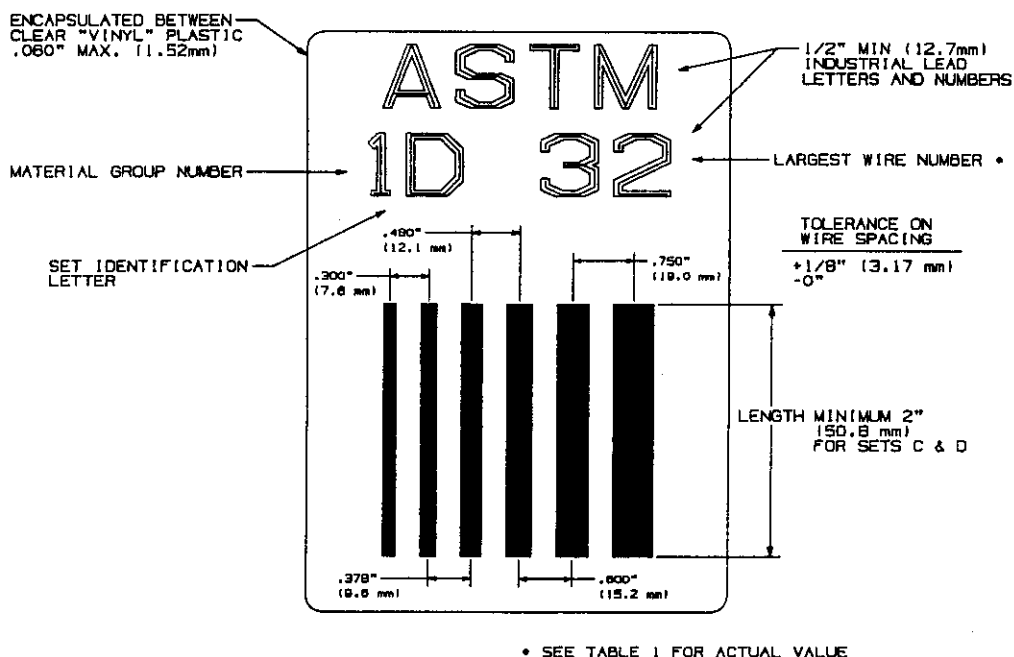 ENCAPSULATED BETWEEN
CLEAR "VINYL" PLASTIC
.060" MAX. (1.52mm)
ASTM
1/2" MIN (12.7mm)
INDUSTRIAL LEAD
LETTERS AND NUMBERS
1D 32
MATERIAL GROUP NUMBER
LARGEST WIRE NUMBER *
SET IDENTIFICATION
LETTER
.480"
(12.1 mm)
TOLERANCE ON
WIRE SPACING
+1/8" (3.17 mm)
-0"
.300"
(7.6 mm)
.750"
(19.0 mm)
LENGTH MINIMUM 2"
(50.8 mm)
FOR SETS C & D
.378"
(9.6 mm)
.600"
(15.2 mm)
* SEE TABLE 1 FOR ACTUAL VALUE